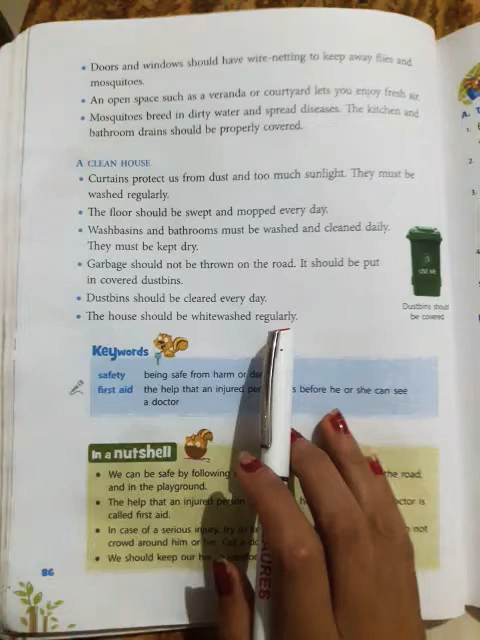 • Doors and windows should have wire-netting to keep away flies and
mosquitoes.
• An open space such as a veranda or courtyard lets you enjoy fresh air.
• Mosquitoes breed in dirty water and spread diseases. The kitchen and
bathroom drains should be properly covered.
A CLEAN HOUSE
• Curtains protect us from dust and too much sunlight. They must be
washed regularly.
• The floor should be swept and mopped every day.
• Washbasins and bathrooms must be washed and cleaned daily.
They must be kept dry.
• Garbage should not be thrown on the road. It should be put
in covered dustbins.
• Dustbins should be cleared every day.
• The house should be whitewashed regularly.
USE ME
Dustbins should
be covered
Keywords
safety being safe from harm or
first aid the help that an injured before he or she can see
a doctor
In a nutshell
• We can be safe by following the road,
and in the playground.
• The help that an injured person
called first aid.
• In case of a serious injury, try not
crowd around him or
• We should keep our
86
A.
1.
2.
3.